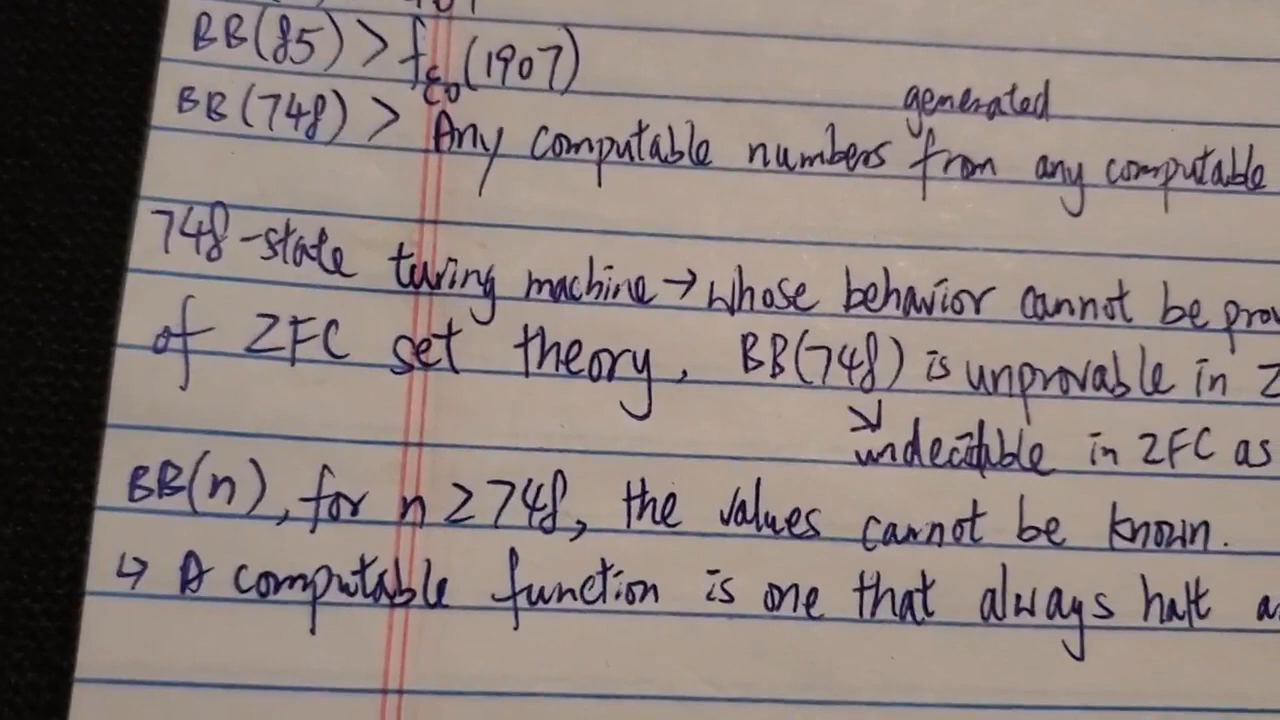 BB(85) > fε₀(1907)
generated
BB(748) > Any computable numbers from any computable
748-state turing machine → whose behavior cannot be prov
of ZFC set theory, BB(748) is unprovable in Z
↘
undecidable in ZFC as
BB(n), for n ≥ 748, the values cannot be known.
↳ A computable function is one that always halt a